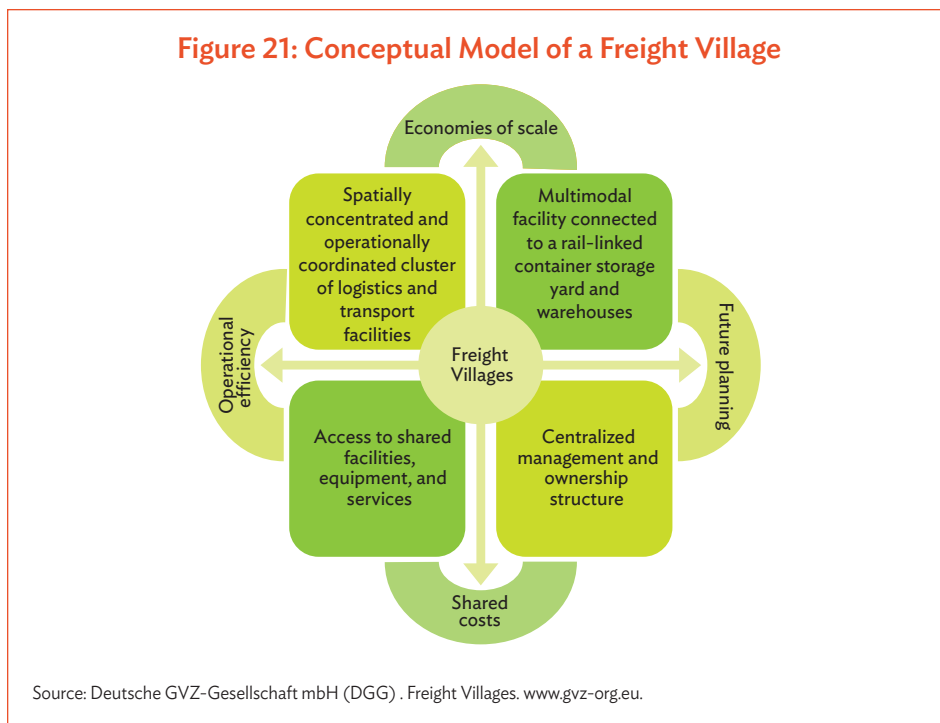 Figure 21: Conceptual Model of a Freight Village
Economies of scale
Spatially
concentrated and
operationally
coordinated cluster
of logistics and
transport
facilities
Multimodal
facility connected
to a rail-linked
container storage
yard and
warehouses
Operational
efficiency
Freight
Villages
Future planning
Access to shared
facilities,
equipment, and
services
Centralized
management and
ownership
structure
Shared
costs
Source: Deutsche GVZ-Gesellschaft mbH (DGG) . Freight Villages. www.gvz-org.eu.